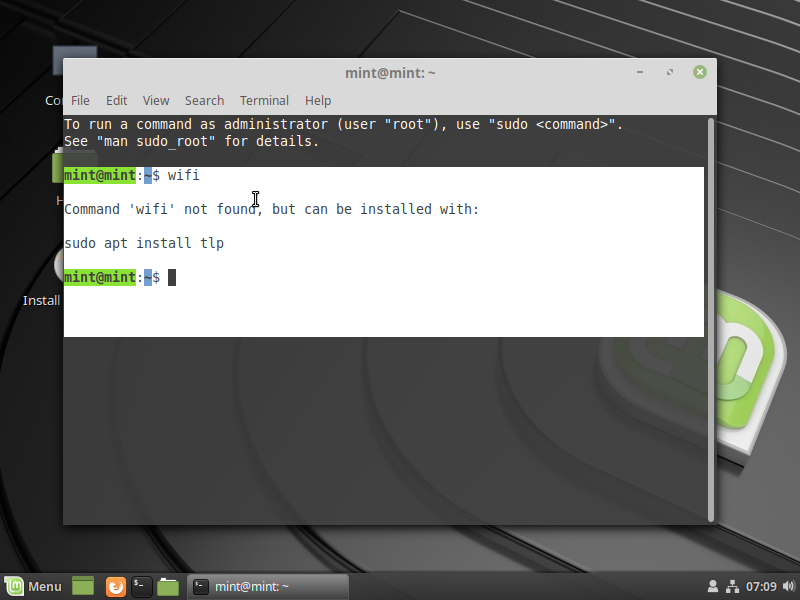 mint@mint: ~
File Edit View Search Terminal Help
To run a command as administrator (user "root"), use "sudo <command>".
See "man sudo_root" for details.
mint@mint:~$ wifi
Command 'wifi' not found, but can be installed with:
sudo apt install tlp
mint@mint:~$
Co
H
Install
Menu
mint@mint: ~
07:09